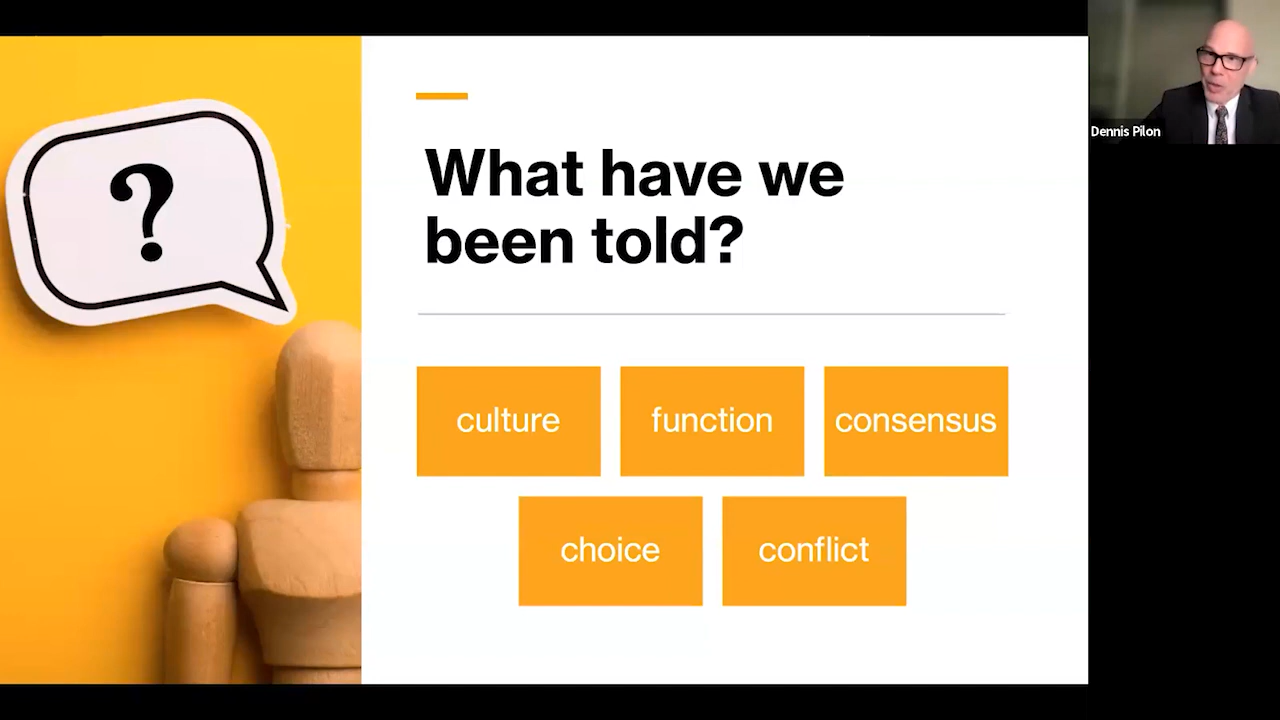 ?
What have we
been told?
culture
function
consensus
choice
conflict
Dennis Pilon